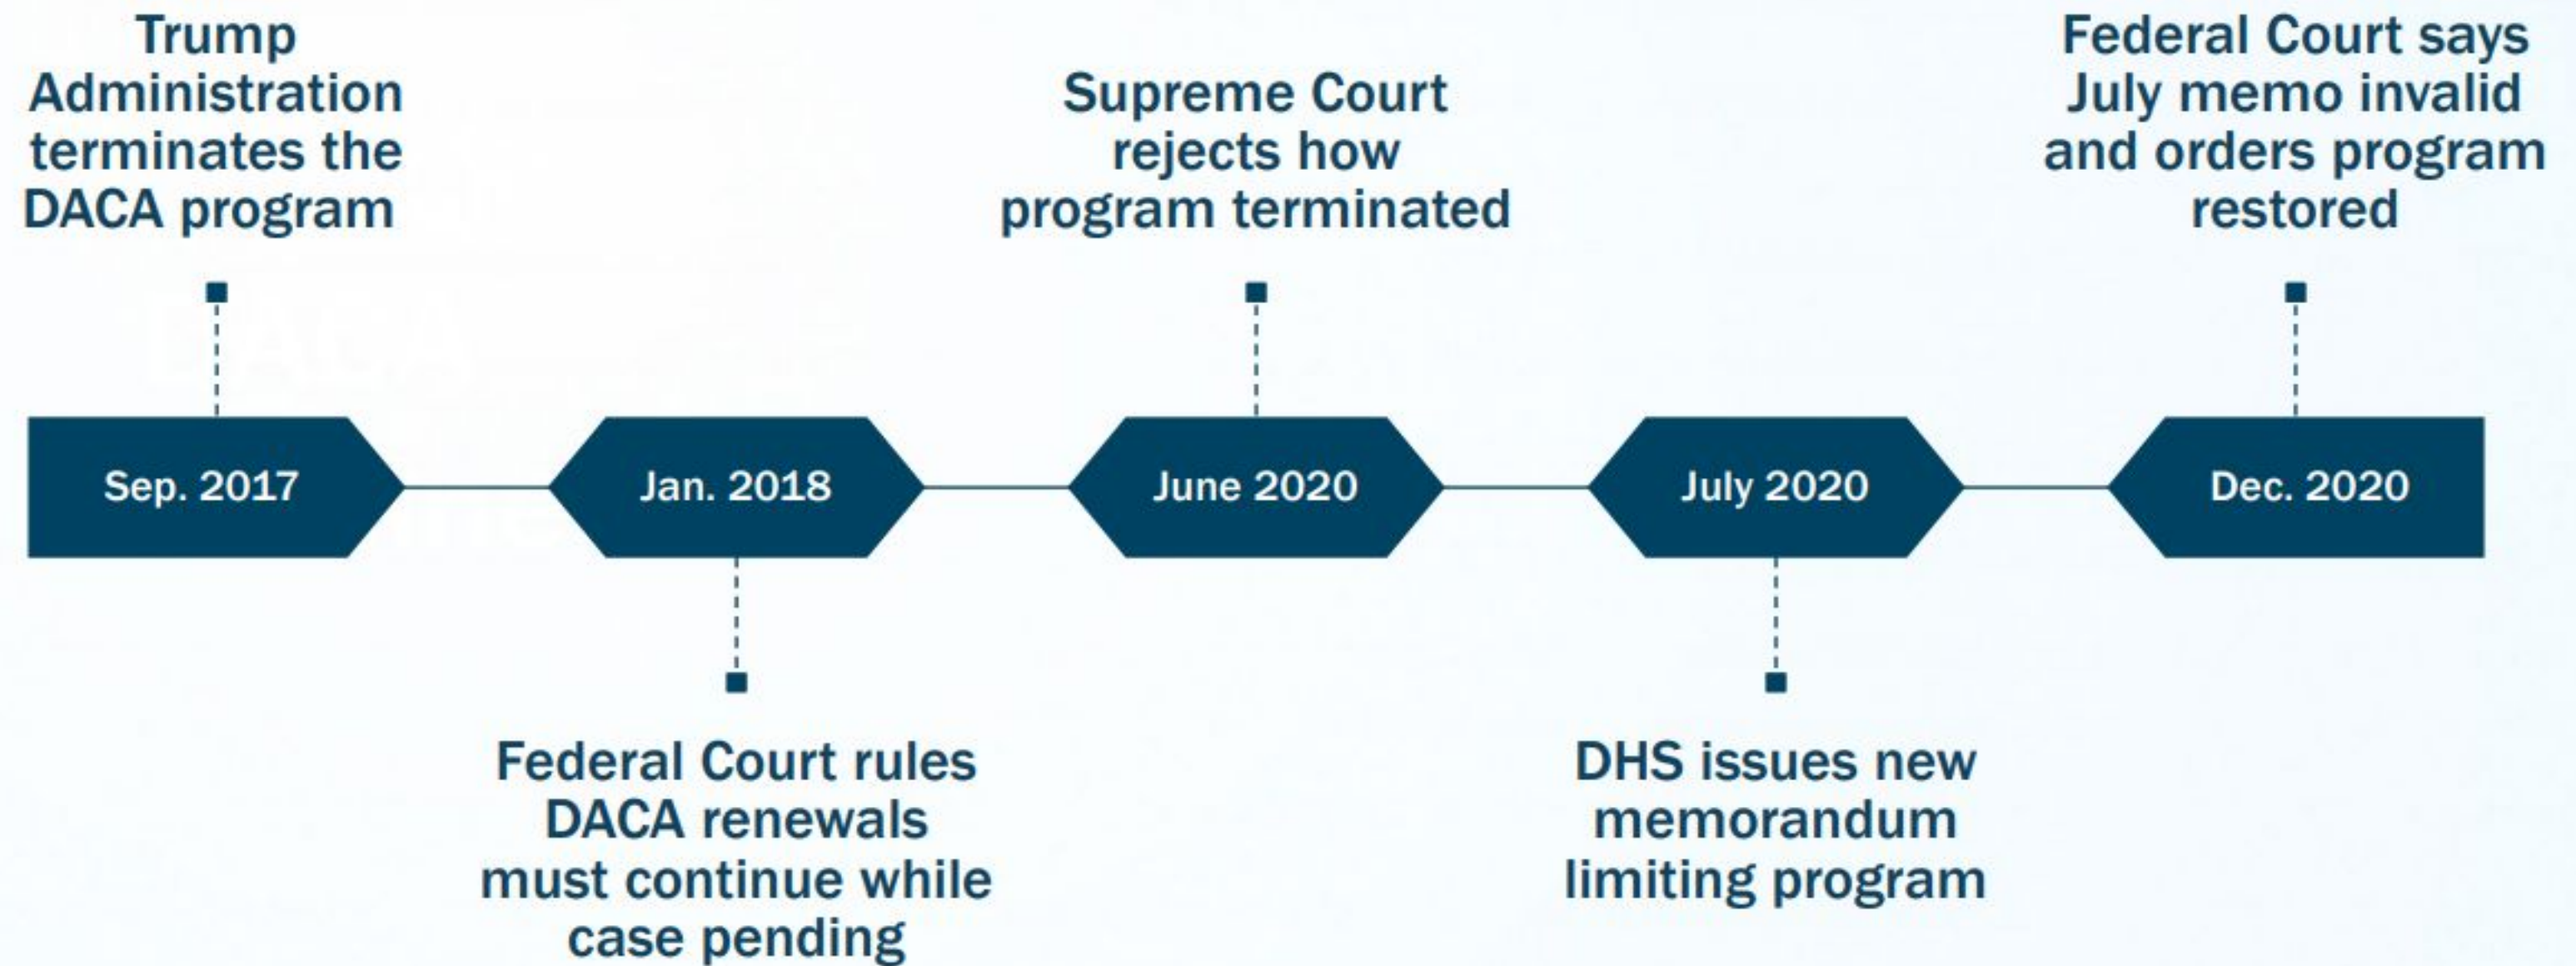 Trump
Administration
terminates the
DACA program
Supreme Court
rejects how
program terminated
Federal Court says
July memo invalid
and orders program
restored
Sep. 2017
Jan. 2018
June 2020
July 2020
Dec. 2020
Federal Court rules
DACA renewals
must continue while
case pending
DHS issues new
memorandum
limiting program